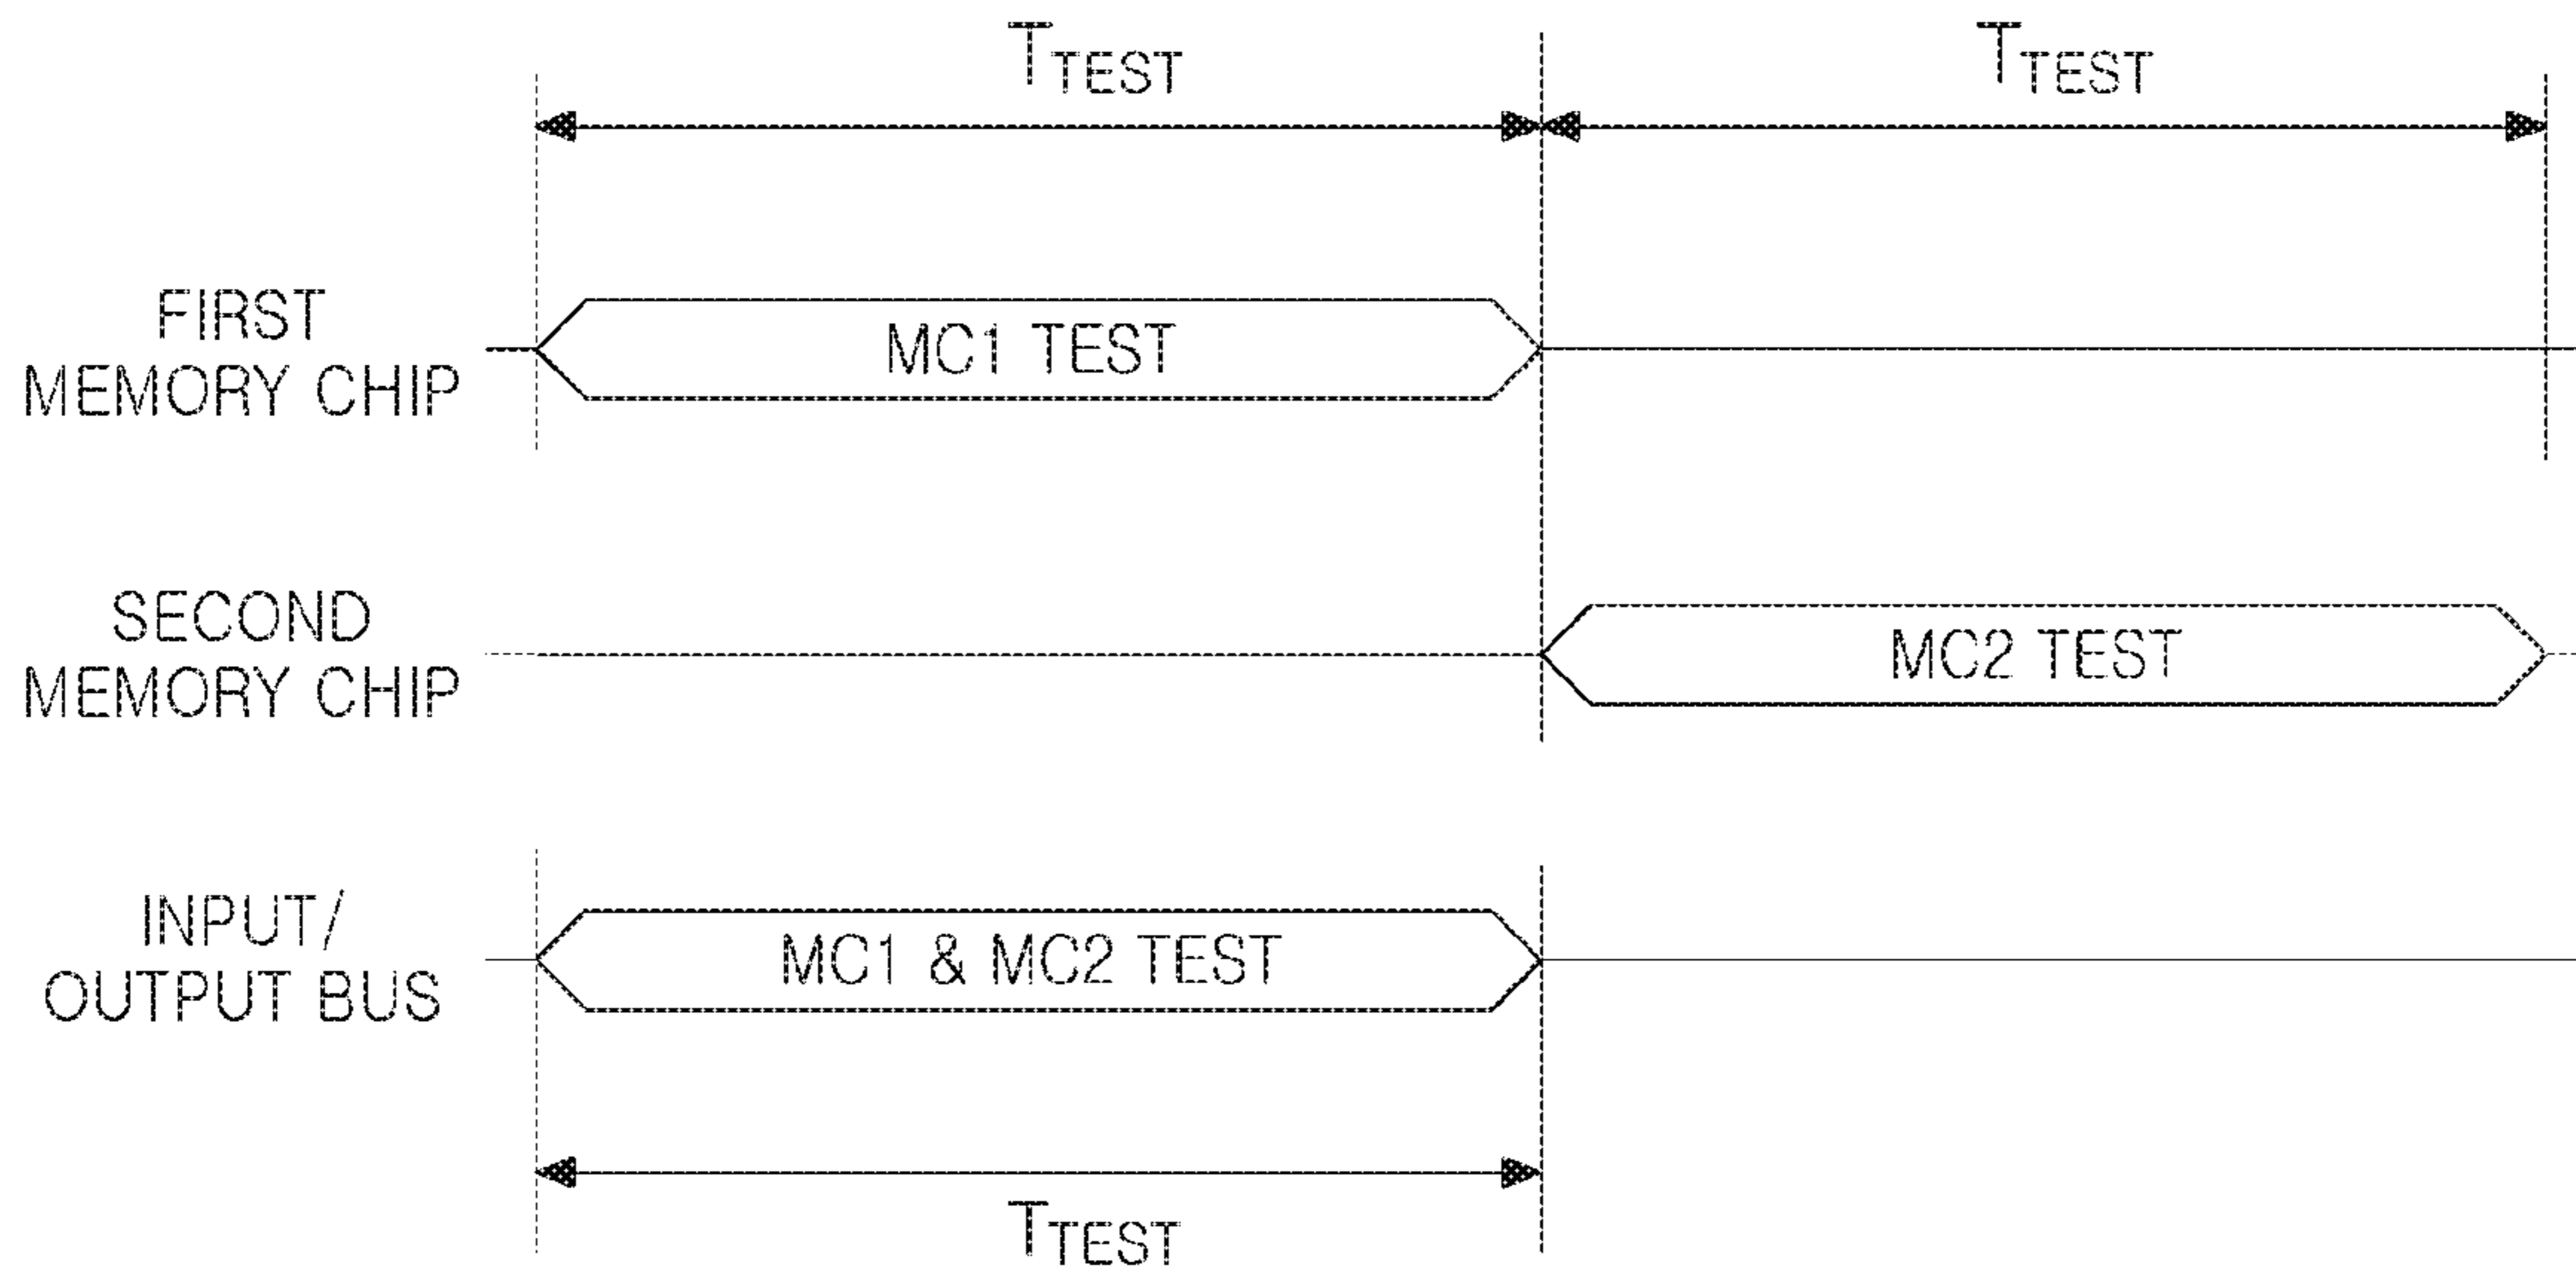 TTEST TTEST
FIRST
MEMORY CHIP
MC1 TEST
SECOND
MEMORY CHIP
MC2 TEST
INPUT/
OUTPUT BUS
MC1 & MC2 TEST
TTEST